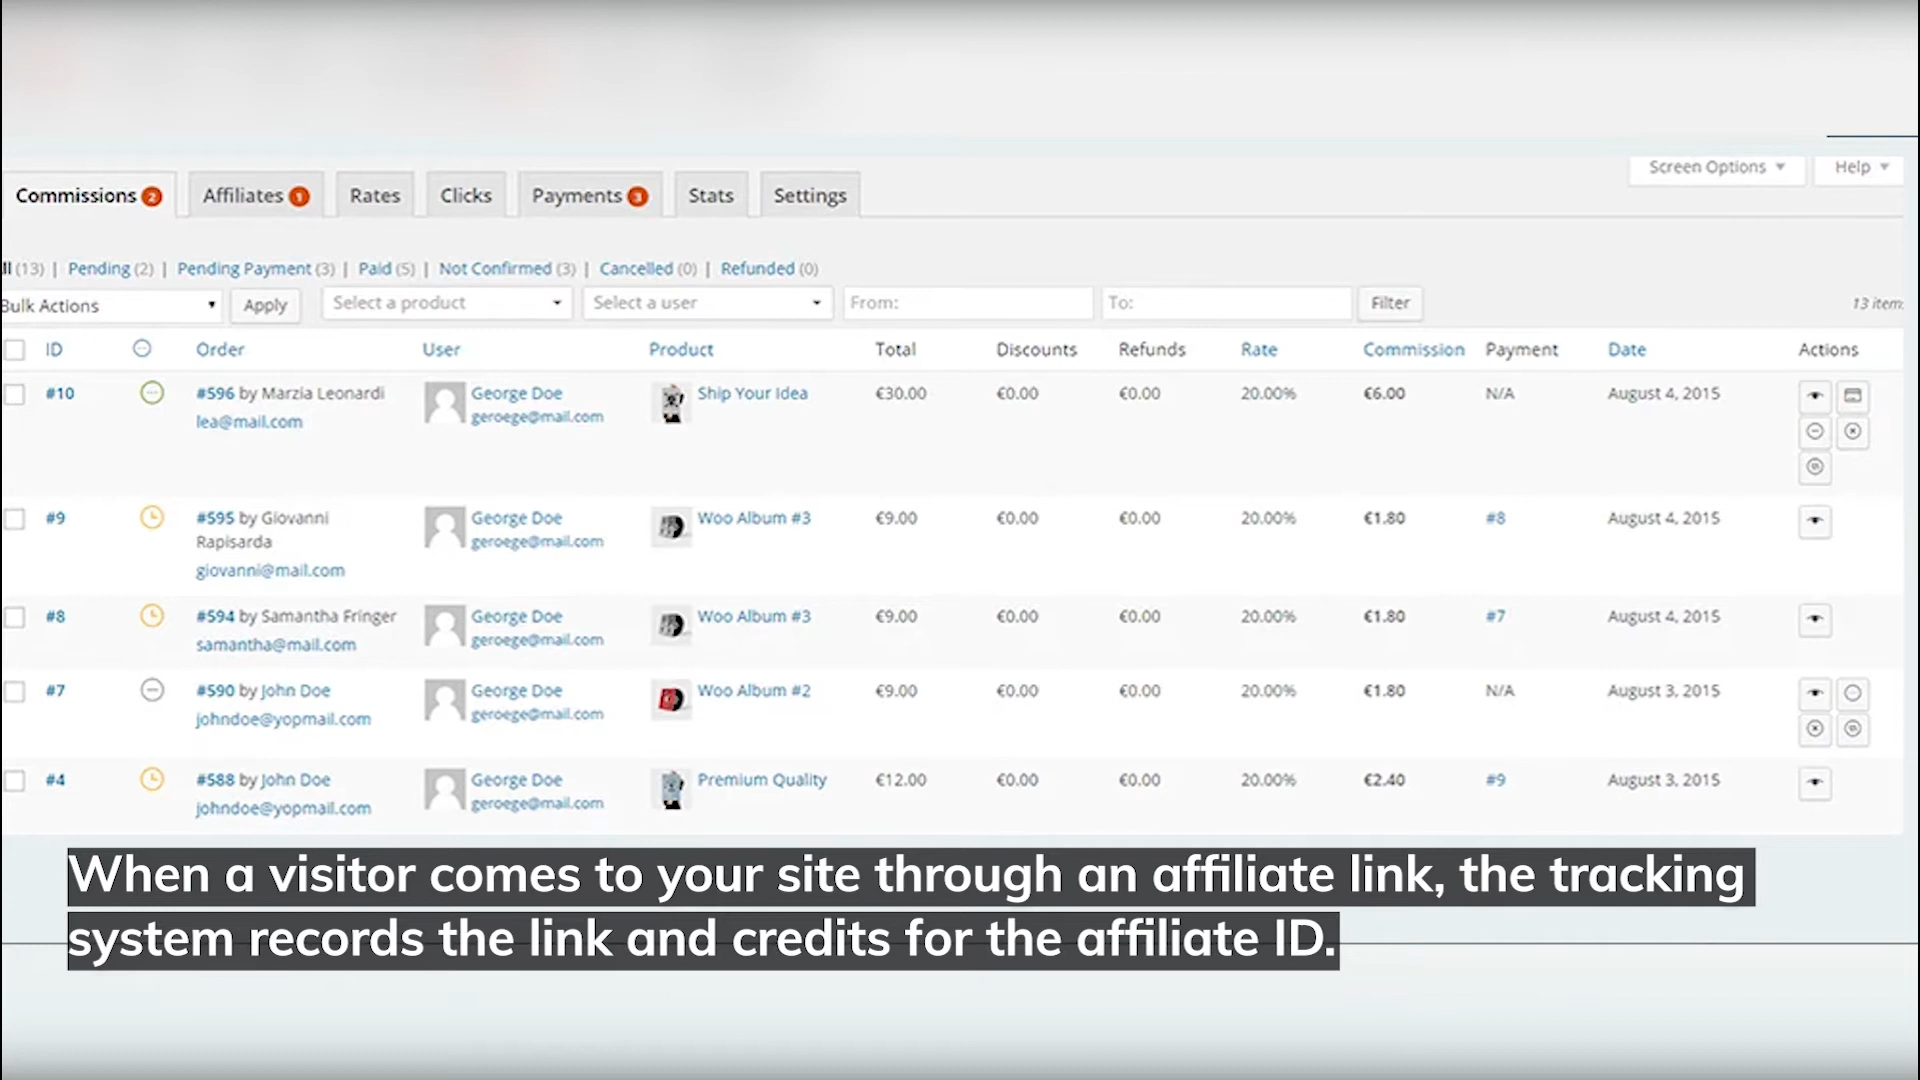 Screen Options Help
Commissions 2 Affiliates 1 Rates Clicks Payments 3 Stats Settings
ll (13) | Pending (2) | Pending Payment (3) | Paid (5) | Not Confirmed (3) | Cancelled (0) | Refunded (0)
Bulk Actions Apply Select a product Select a user From: To: Filter 13 item
ID Order User Product Total Discounts Refunds Rate Commission Payment Date Actions
#10 #596 by Marzia Leonardi George Doe Ship Your Idea €30.00 €0.00 €0.00 20.00% €6.00 N/A August 4, 2015
lea@mail.com geroege@mail.com
#9 #595 by Giovanni George Doe Woo Album #3 €9.00 €0.00 €0.00 20.00% €1.80 #8 August 4, 2015
Rapisarda geroege@mail.com
giovanni@mail.com
#8 #594 by Samantha Fringer George Doe Woo Album #3 €9.00 €0.00 €0.00 20.00% €1.80 #7 August 4, 2015
samantha@mail.com geroege@mail.com
#7 #590 by John Doe George Doe Woo Album #2 €9.00 €0.00 €0.00 20.00% €1.80 N/A August 3, 2015
johndoe@yopmail.com geroege@mail.com
#4 #588 by John Doe George Doe Premium Quality €12.00 €0.00 €0.00 20.00% €2.40 #9 August 3, 2015
johndoe@yopmail.com geroege@mail.com
When a visitor comes to your site through an affiliate link, the tracking
system records the link and credits for the affiliate ID.